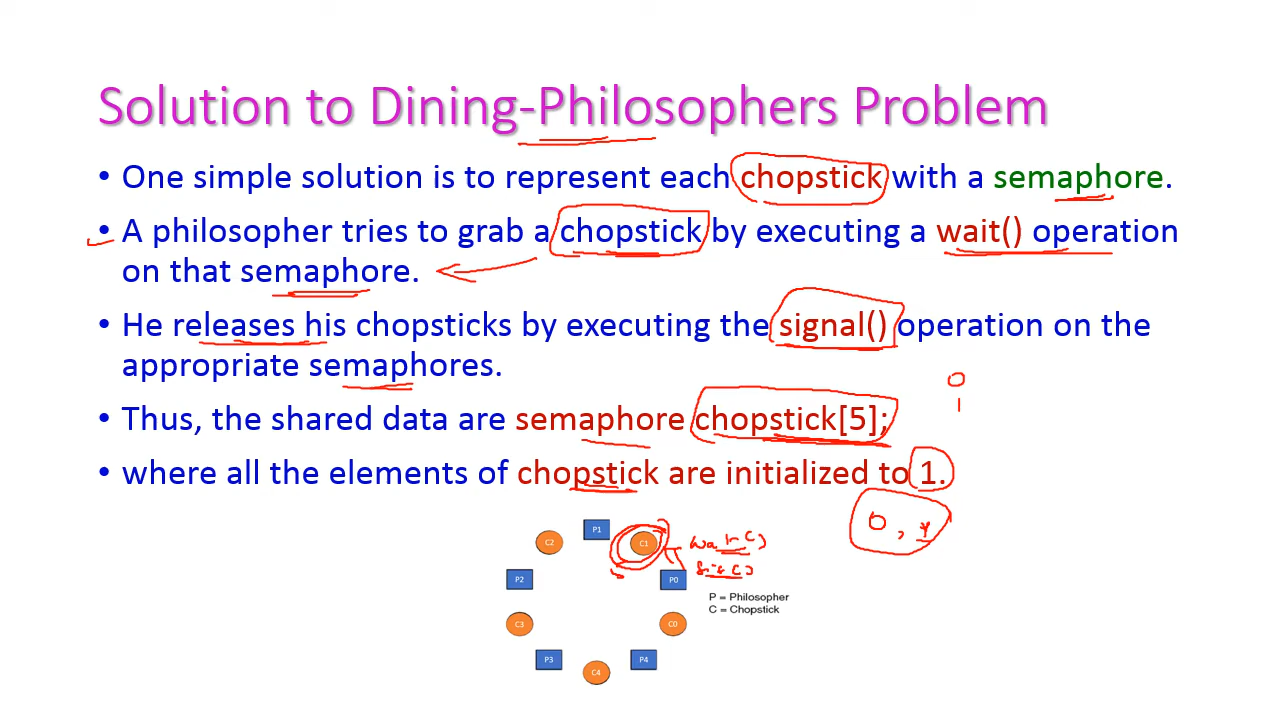 Solution to Dining-Philosophers Problem
• One simple solution is to represent each chopstick with a semaphore.
• A philosopher tries to grab a chopstick by executing a wait() operation
on that semaphore.
• He releases his chopsticks by executing the signal() operation on the
appropriate semaphores.
0
1
• Thus, the shared data are semaphore chopstick[5];
• where all the elements of chopstick are initialized to 1.
0, 1
P1
C2
C1
wait()
P2
P0
P = Philosopher
C = Chopstick
C3
C0
P3
P4
C4